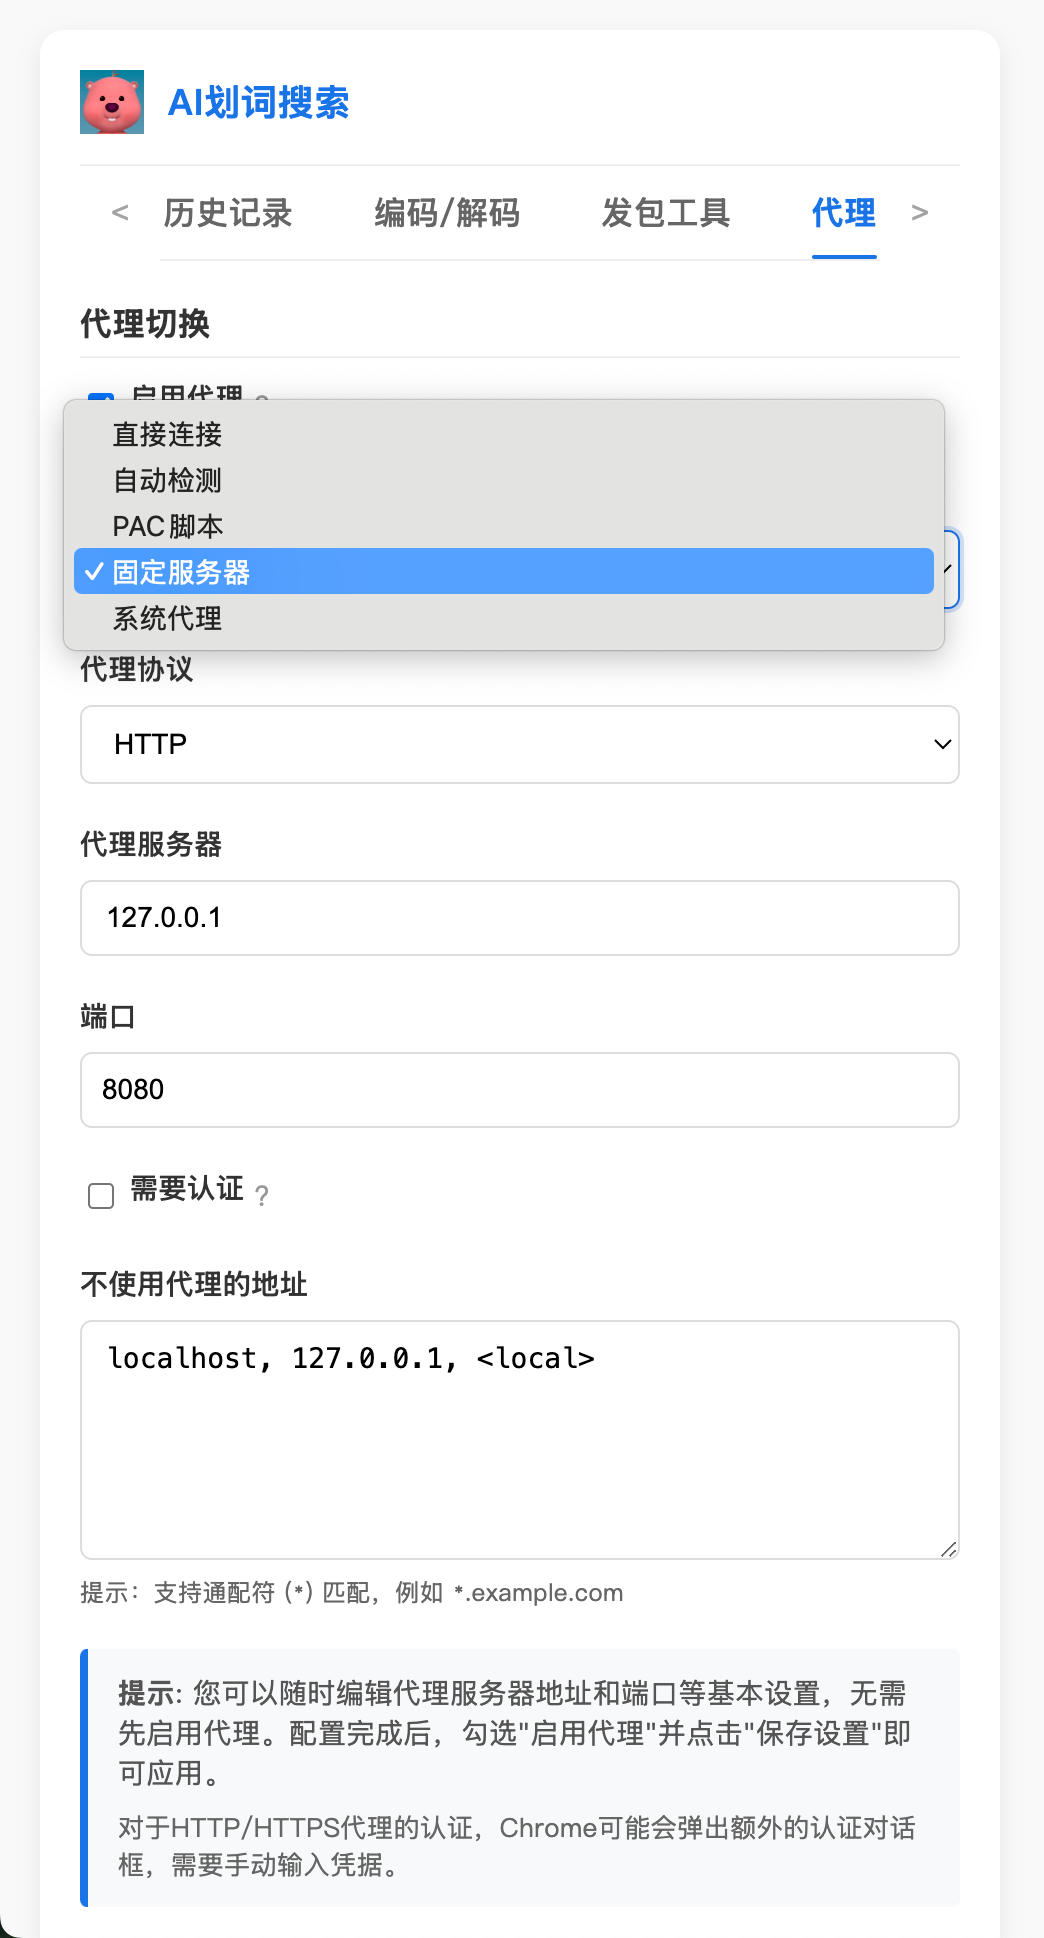 AI划词搜索
< 历史记录 编码/解码 发包工具 代理 >
代理切换
启用代理 ?
直接连接
自动检测
PAC脚本
✓ 固定服务器
系统代理
代理协议
HTTP
代理服务器
127.0.0.1
端口
8080
需要认证 ?
不使用代理的地址
localhost, 127.0.0.1, <local>
提示：支持通配符 (*) 匹配，例如 *.example.com
提示: 您可以随时编辑代理服务器地址和端口等基本设置，无需
先启用代理。配置完成后，勾选"启用代理"并点击"保存设置"即
可应用。
对于HTTP/HTTPS代理的认证，Chrome可能会弹出额外的认证对话
框，需要手动输入凭据。